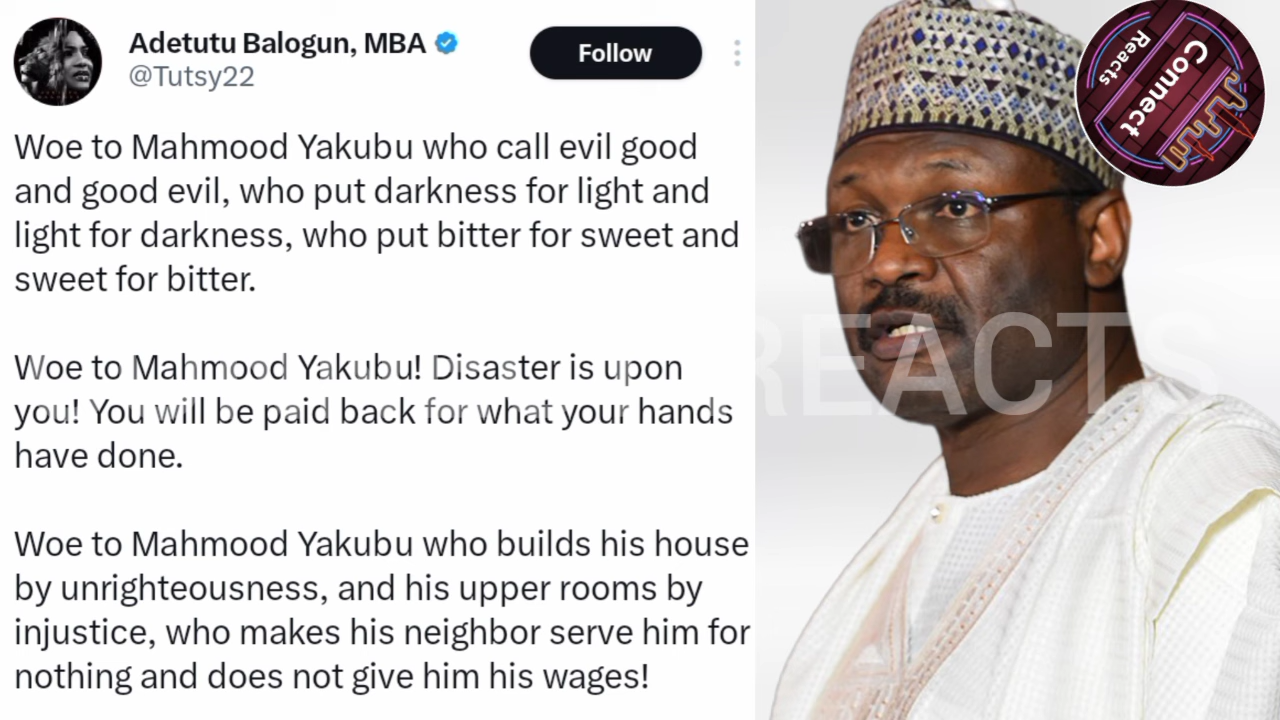 Adetutu Balogun, MBA
@Tutsy22
Follow
Woe to Mahmood Yakubu who call evil good
and good evil, who put darkness for light and
light for darkness, who put bitter for sweet and
sweet for bitter.
Woe to Mahmood Yakubu! Disaster is upon
you! You will be paid back for what your hands
have done.
Woe to Mahmood Yakubu who builds his house
by unrighteousness, and his upper rooms by
injustice, who makes his neighbor serve him for
nothing and does not give him his wages!
Connect
Reacts
REACTS